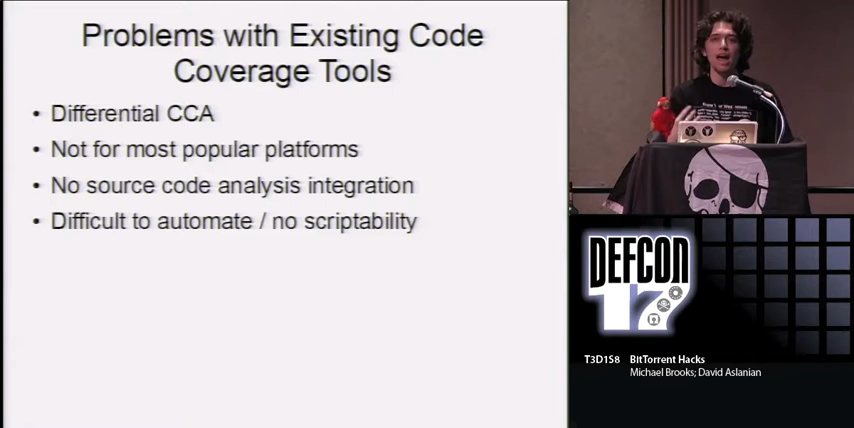 Problems with Existing Code
Coverage Tools
• Differential CCA
• Not for most popular platforms
• No source code analysis integration
• Difficult to automate / no scriptability
DEFCON
17
T3D1S8 BitTorrent Hacks
Michael Brooks; David Aslanian